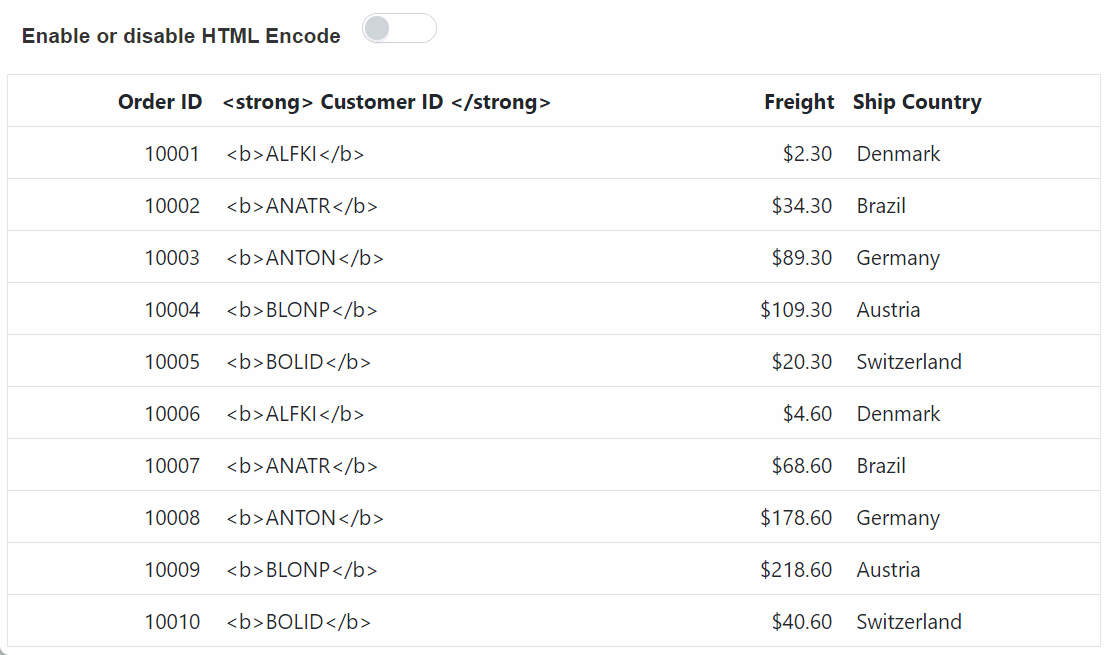 Enable or disable HTML Encode
Order ID <strong> Customer ID </strong> Freight Ship Country
10001 <b>ALFKI</b> $2.30 Denmark
10002 <b>ANATR</b> $34.30 Brazil
10003 <b>ANTON</b> $89.30 Germany
10004 <b>BLONP</b> $109.30 Austria
10005 <b>BOLID</b> $20.30 Switzerland
10006 <b>ALFKI</b> $4.60 Denmark
10007 <b>ANATR</b> $68.60 Brazil
10008 <b>ANTON</b> $178.60 Germany
10009 <b>BLONP</b> $218.60 Austria
10010 <b>BOLID</b> $40.60 Switzerland